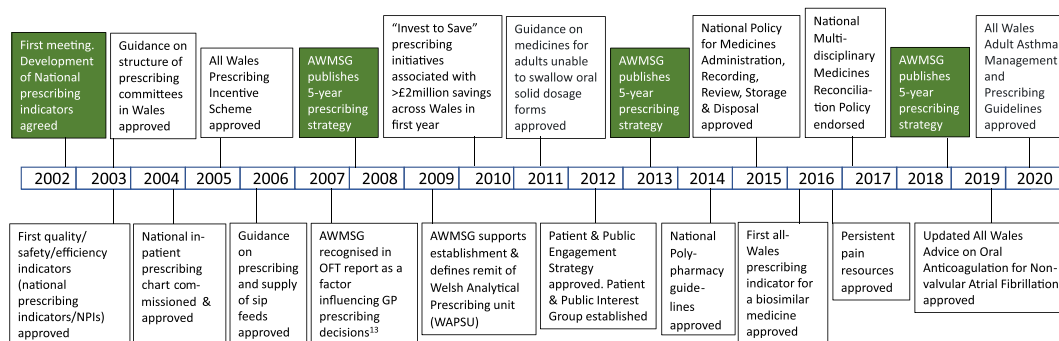 First meeting.
Development of
National
prescribing
indicators
agreed
Guidance on
structure of
prescribing
committees
in Wales
approved
All Wales
Prescribing
Incentive
Scheme
approved
AWMSG
publishes
5-year
prescribing
strategy
“Invest to Save”
prescribing
initiatives
associated with
>£2million savings
across Wales in
first year
Guidance on
medicines for
adults unable
to swallow oral
solid dosage
forms
approved
AWMSG
publishes
5-year
prescribing
strategy
National Policy
for Medicines
Administration,
Recording,
Review, Storage
& Disposal
approved
National
Multi-
disciplinary
Medicines
Reconcilia-
tion Policy
endorsed
AWMSG
publishes
5-year
prescribing
strategy
All Wales
Adult Asthma
Management
and
Prescribing
Guidelines
approved
2002 2003 2004 2005 2006 2007 2008 2009 2010 2011 2012 2013 2014 2015 2016 2017 2018 2019 2020
First quality/
safety/efficiency
indicators
(national
prescribing
indicators/NPIs)
approved
National in-
patient
prescribing
chart com-
missioned &
approved
Guidance
on
prescribing
and supply
of sip
feeds
approved
AWMSG
recognised in
OFT report as a
factor
influencing GP
prescribing
decisions¹³
AWMSG supports
establishment &
defines remit of
Welsh Analytical
Prescribing unit
(WAPSU)
Patient & Public
Engagement
Strategy
approved. Patient
& Public Interest
Group established
National
Poly-
pharmacy
guide-
lines
approved
First all-
Wales
prescribing
indicator for
a biosimilar
medicine
approved
Persistent
pain
resources
approved
Updated All Wales
Advice on Oral
Anticoagulation for Non-
valvular Atrial Fibrillation
approved